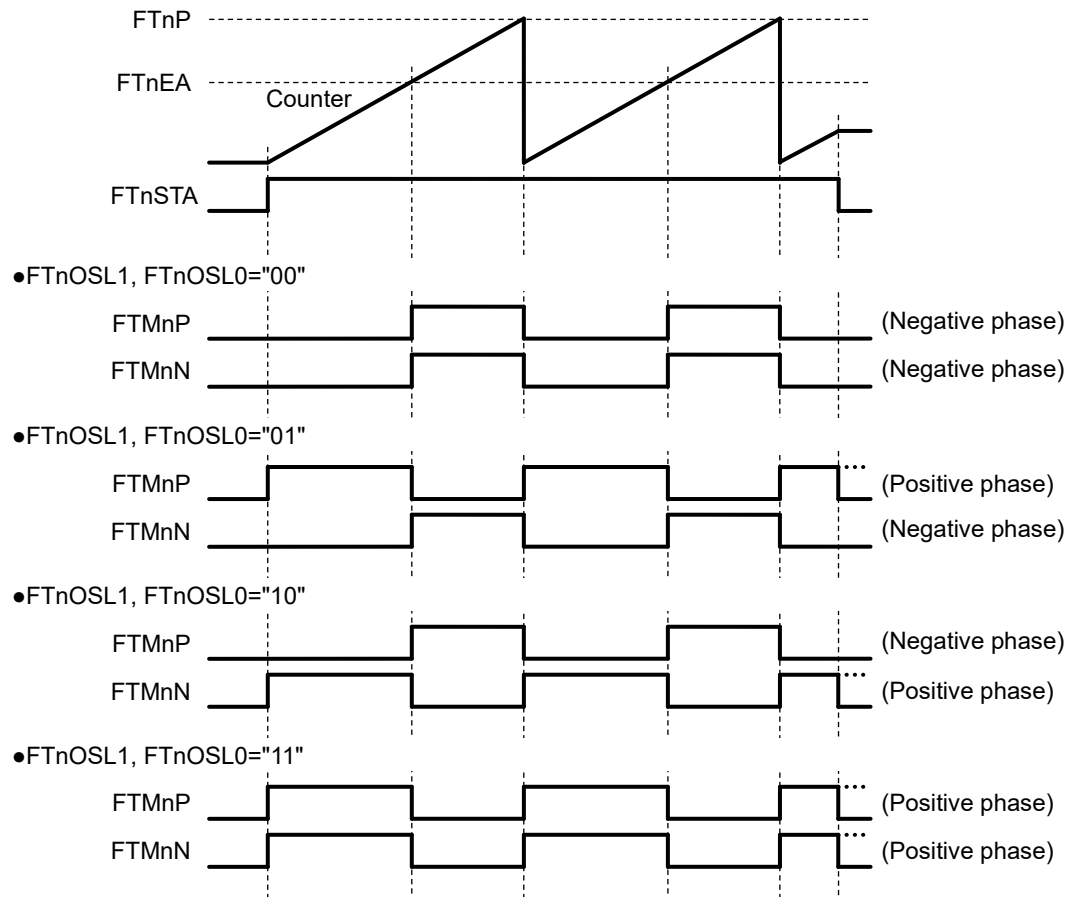 FTnP
FTnEA
Counter
FTnSTA
●FTnOSL1, FTnOSL0="00"
FTMnP (Negative phase)
FTMnN (Negative phase)
●FTnOSL1, FTnOSL0="01"
FTMnP (Positive phase)
FTMnN (Negative phase)
●FTnOSL1, FTnOSL0="10"
FTMnP (Negative phase)
FTMnN (Positive phase)
●FTnOSL1, FTnOSL0="11"
FTMnP (Positive phase)
FTMnN (Positive phase)